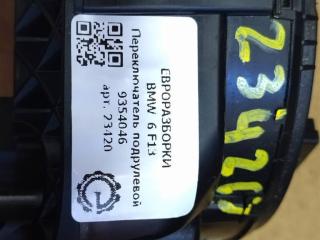 ЕВРОРАЗБОРКИ
BMW 6 F13
Переключатель подрулевой
9354046
арт. 23420
23420